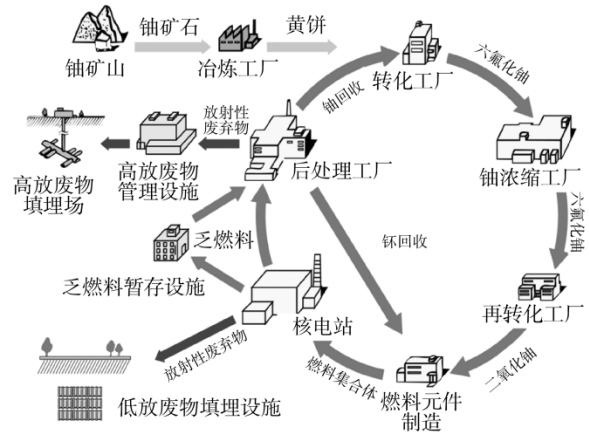 铀矿石
黄饼
铀矿山
冶炼工厂
转化工厂
六氟化铀
铀回收
放射性
废弃物
高放废物
填埋场
高放废物
管理设施
后处理工厂
铀浓缩工厂
六氟化铀
乏燃料
钚回收
乏燃料暂存设施
核电站
再转化工厂
放射性废弃物
燃料集合体
二氧化铀
低放废物填埋设施
燃料元件
制造